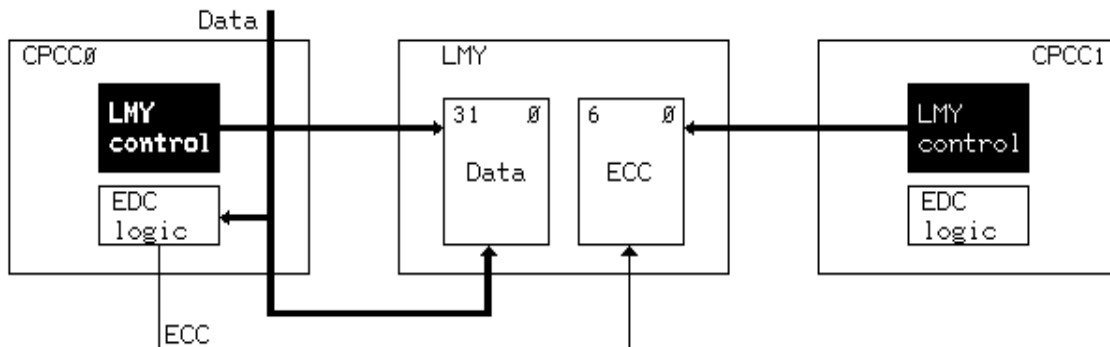 Data
CPCCØ
LMY
CPCC1
LMY
control
31 Ø
Data
6 Ø
ECC
LMY
control
EDC
logic
EDC
logic
ECC